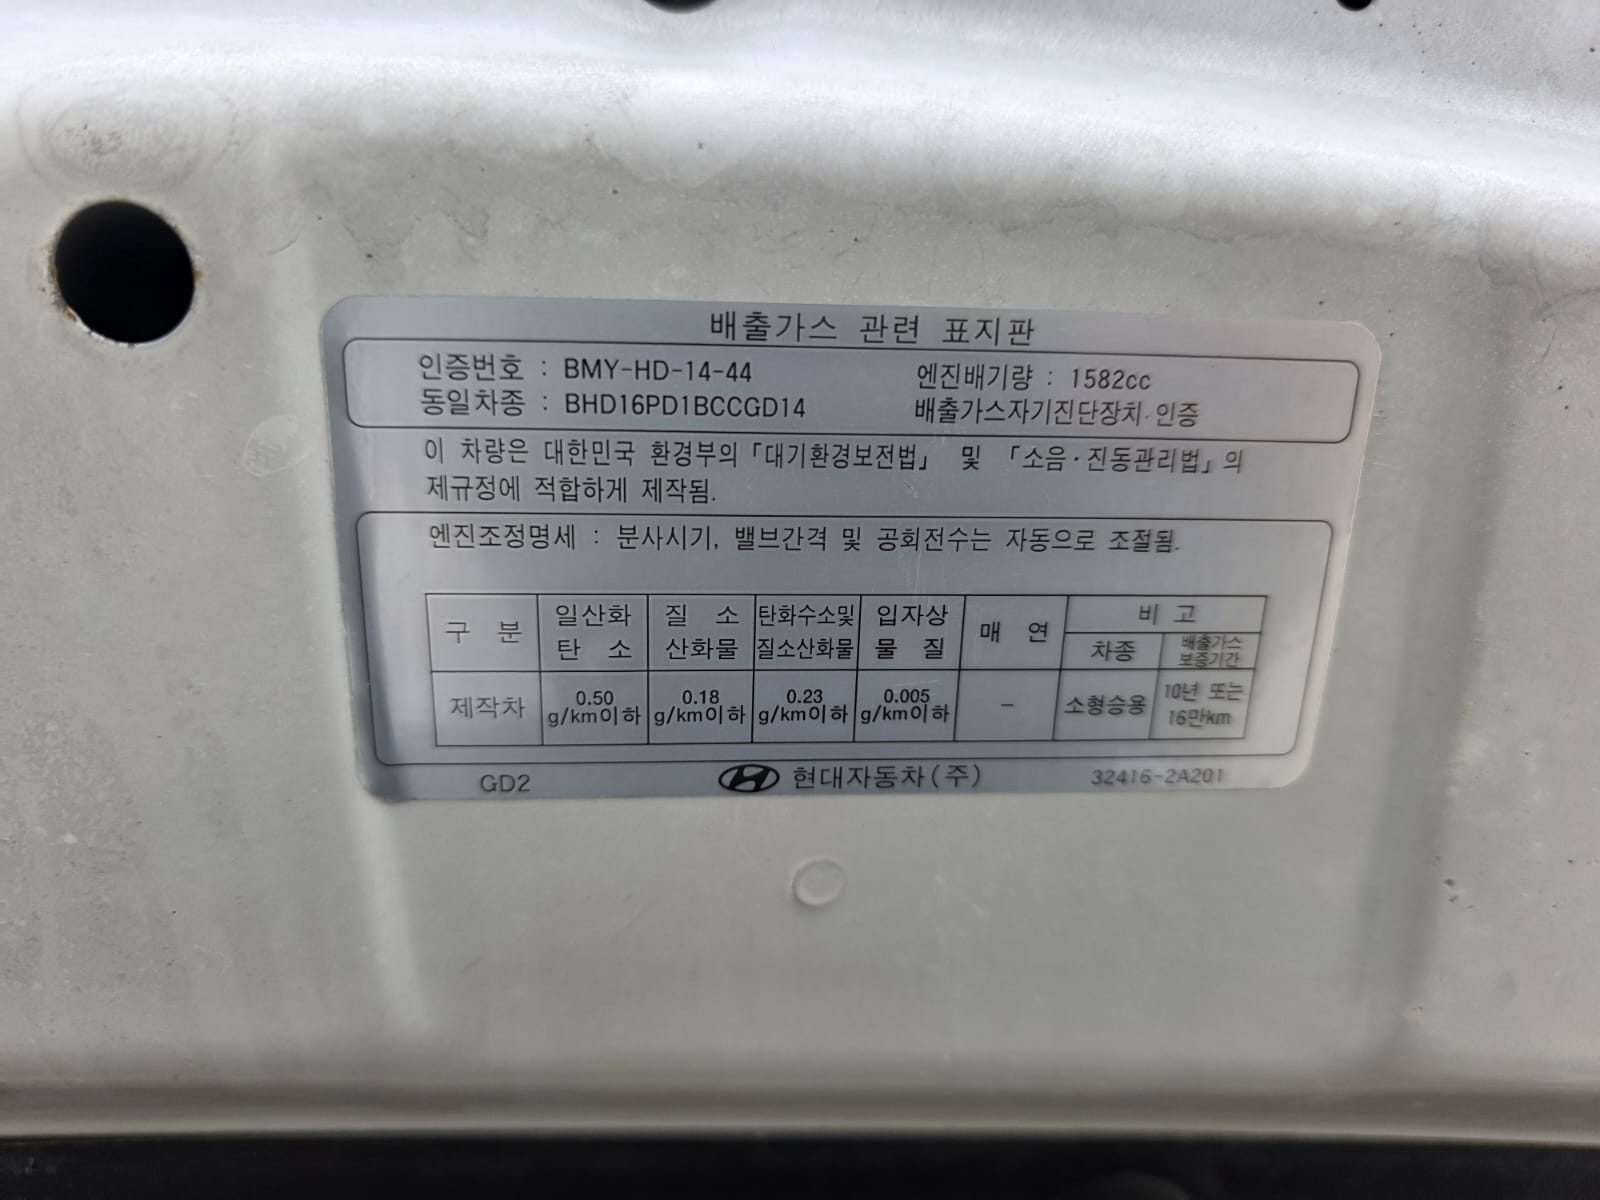 배출가스 관련 표지판
인증번호 : BMY-HD-14-44 엔진배기량 : 1582cc
동일차종 : BHD16PD1BCCGD14 배출가스자기진단장치 인증
이 차량은 대한민국 환경부의 「대기환경보전법」 및 「소음·진동관리법」의
제규정에 적합하게 제작됨.
엔진조정명세 : 분사시기, 밸브간격 및 공회전수는 자동으로 조절됨.
구 분 일산화 탄 소 질 소 산화물 탄화수소및 질소산화물 입자상 물 질 매 연 비 고
차종 배출가스 보증기간
제작차 0.50 g/km이하 0.18 g/km이하 0.23 g/km이하 0.005 g/km이하 - 소형승용 10년 또는 16만km
GD2 현대자동차(주) 32416-2A201